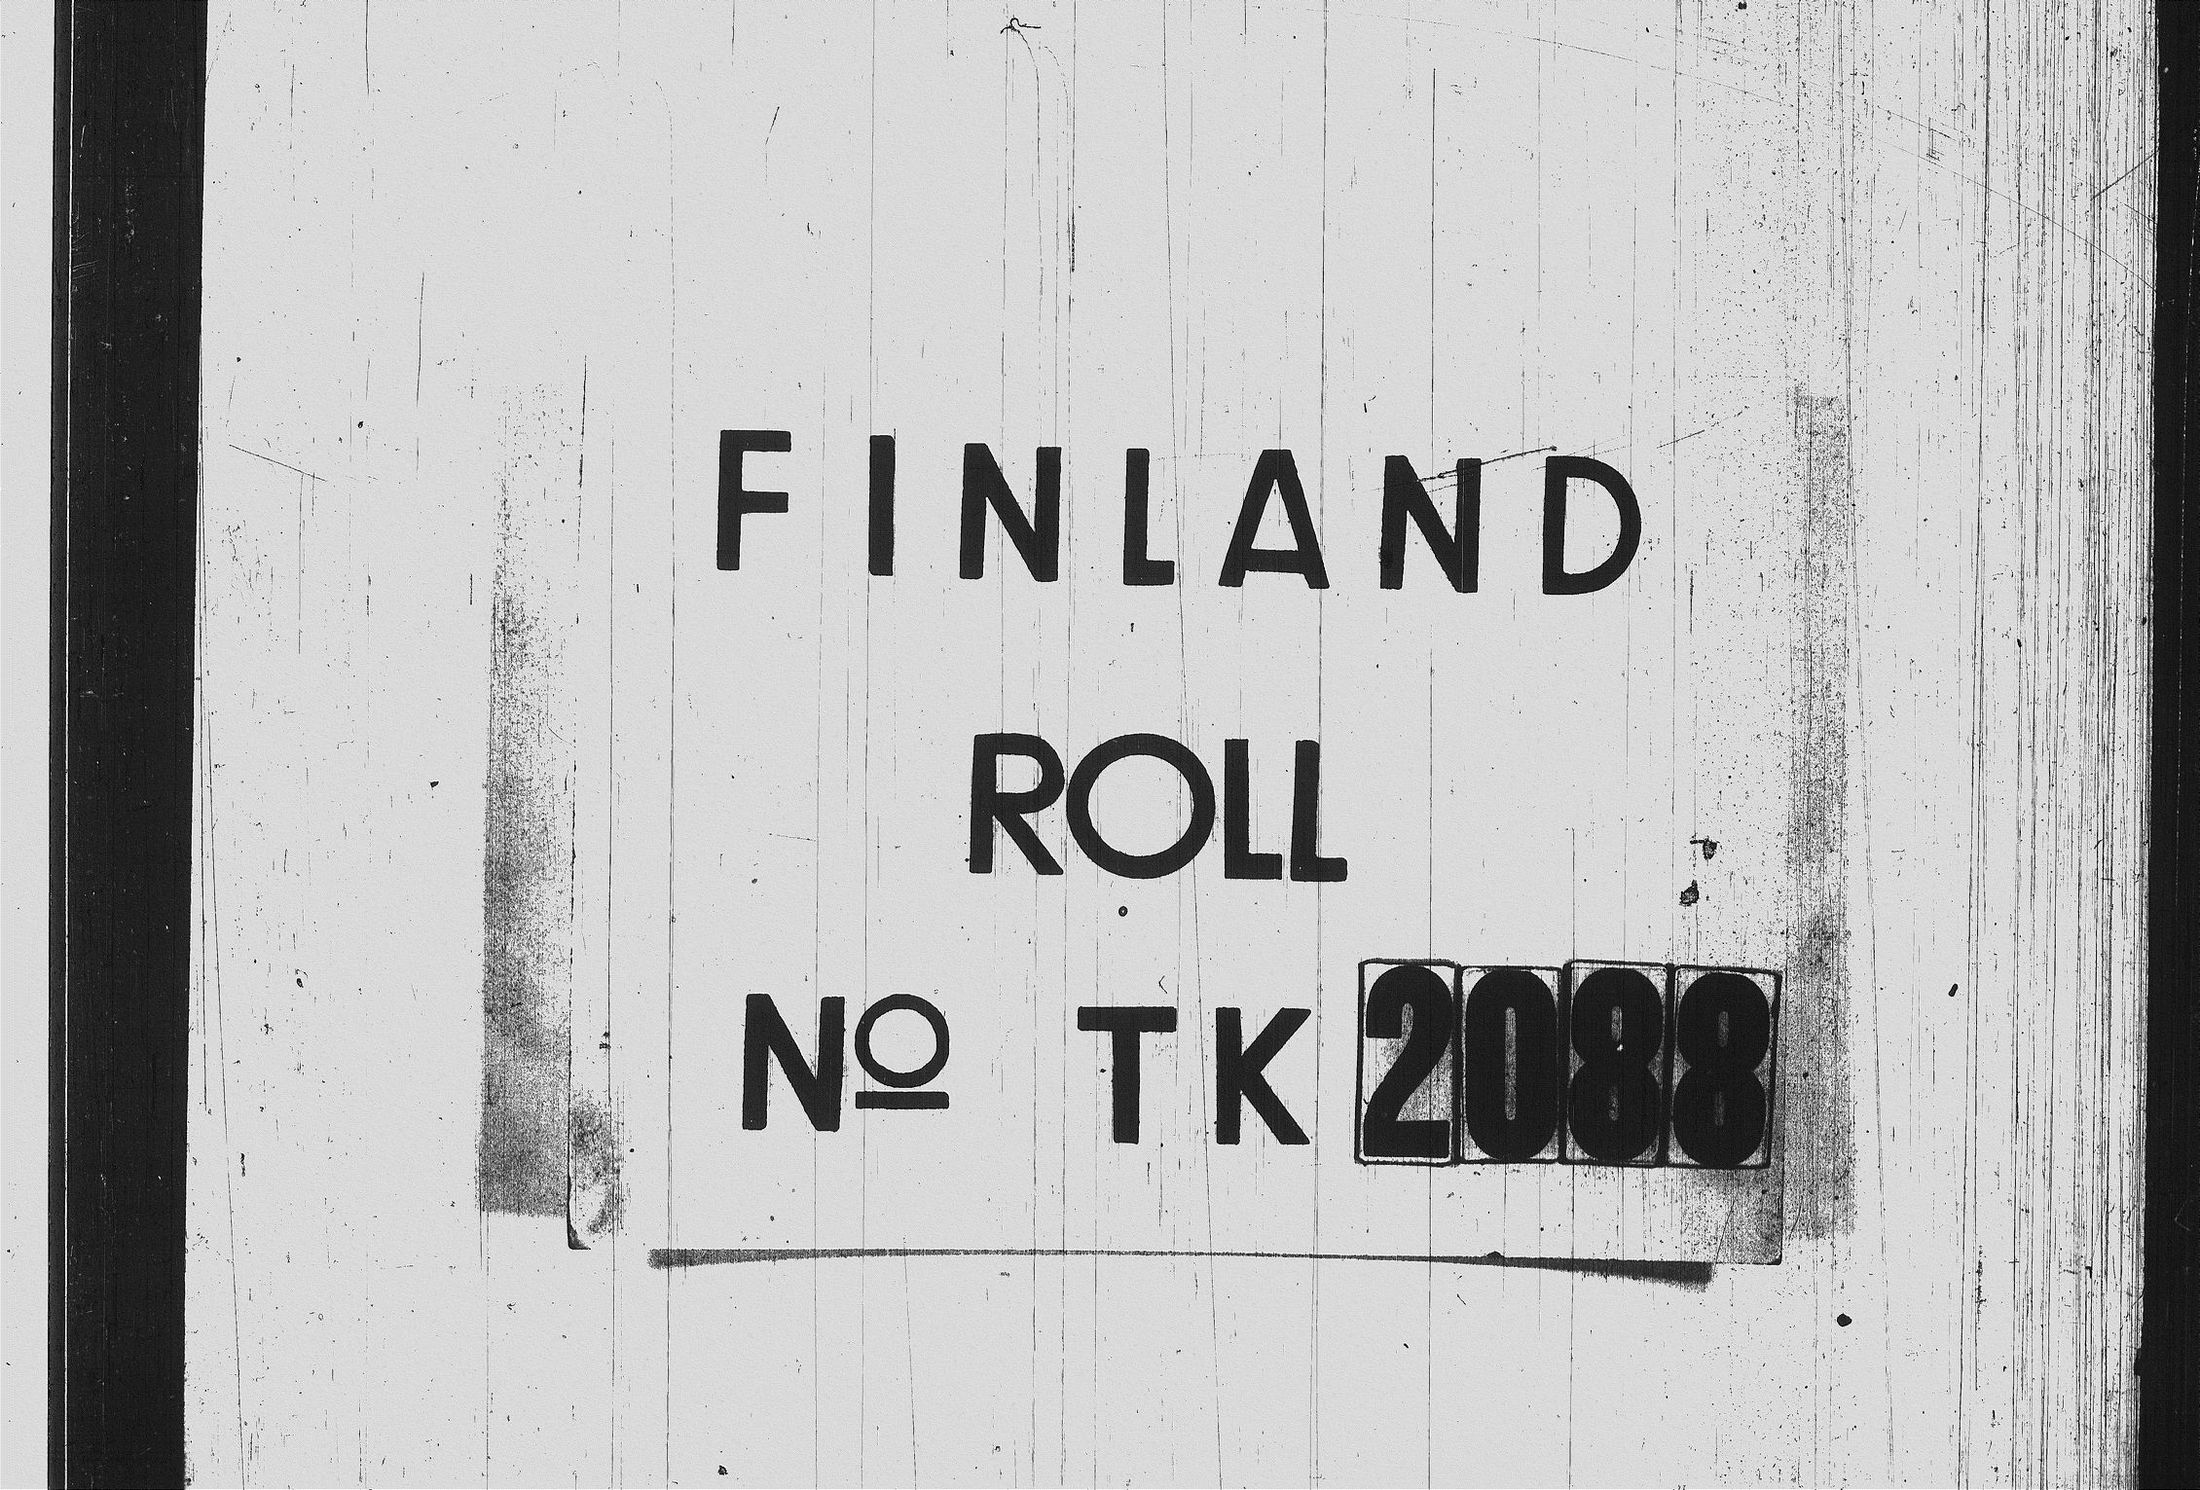 FINLAND
ROLL
Nº TK 2088